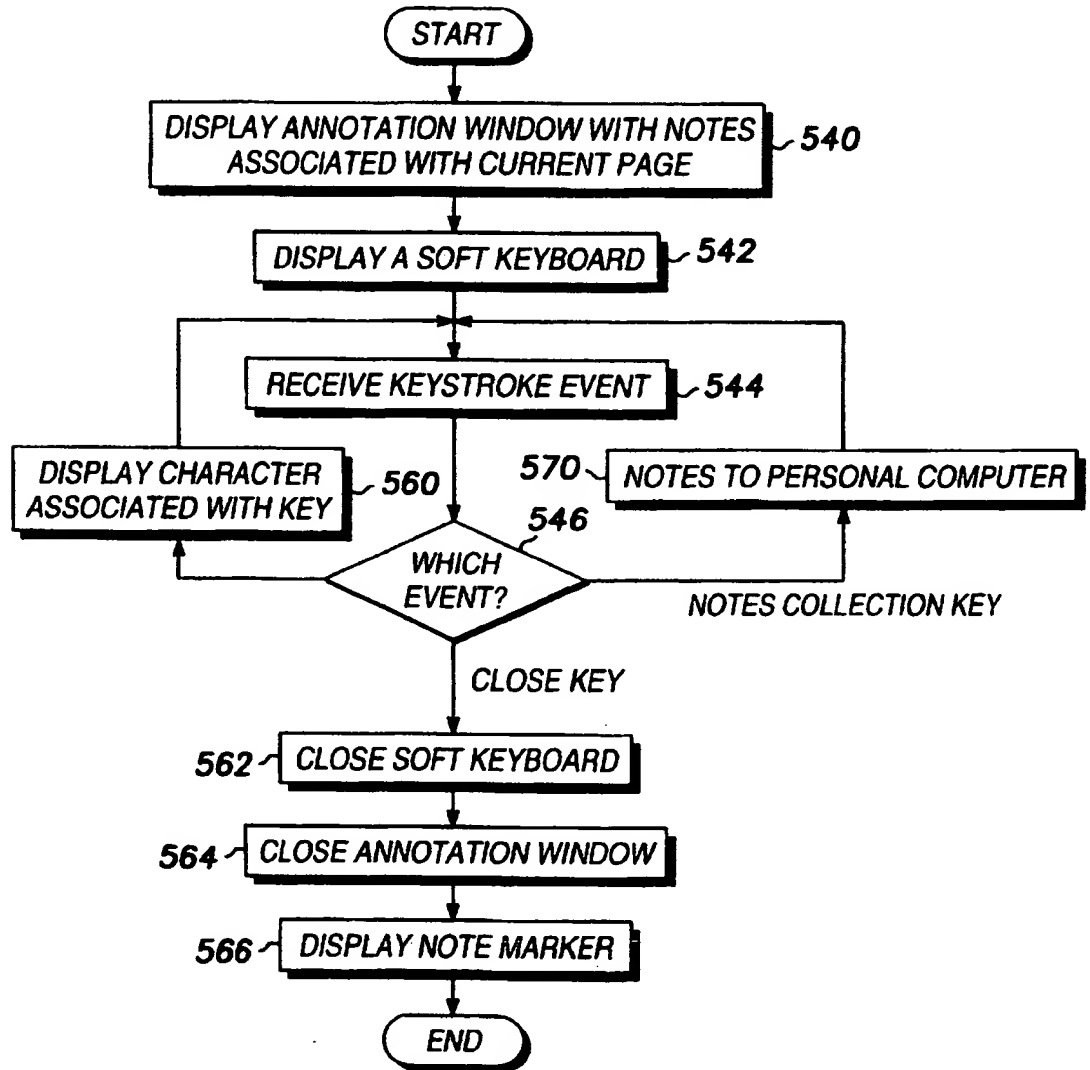 START
DISPLAY ANNOTATION WINDOW WITH NOTES
ASSOCIATED WITH CURRENT PAGE
540
DISPLAY A SOFT KEYBOARD
542
RECEIVE KEYSTROKE EVENT
544
DISPLAY CHARACTER
ASSOCIATED WITH KEY
560
570
NOTES TO PERSONAL COMPUTER
546
WHICH
EVENT?
NOTES COLLECTION KEY
CLOSE KEY
562
CLOSE SOFT KEYBOARD
564
CLOSE ANNOTATION WINDOW
566
DISPLAY NOTE MARKER
END